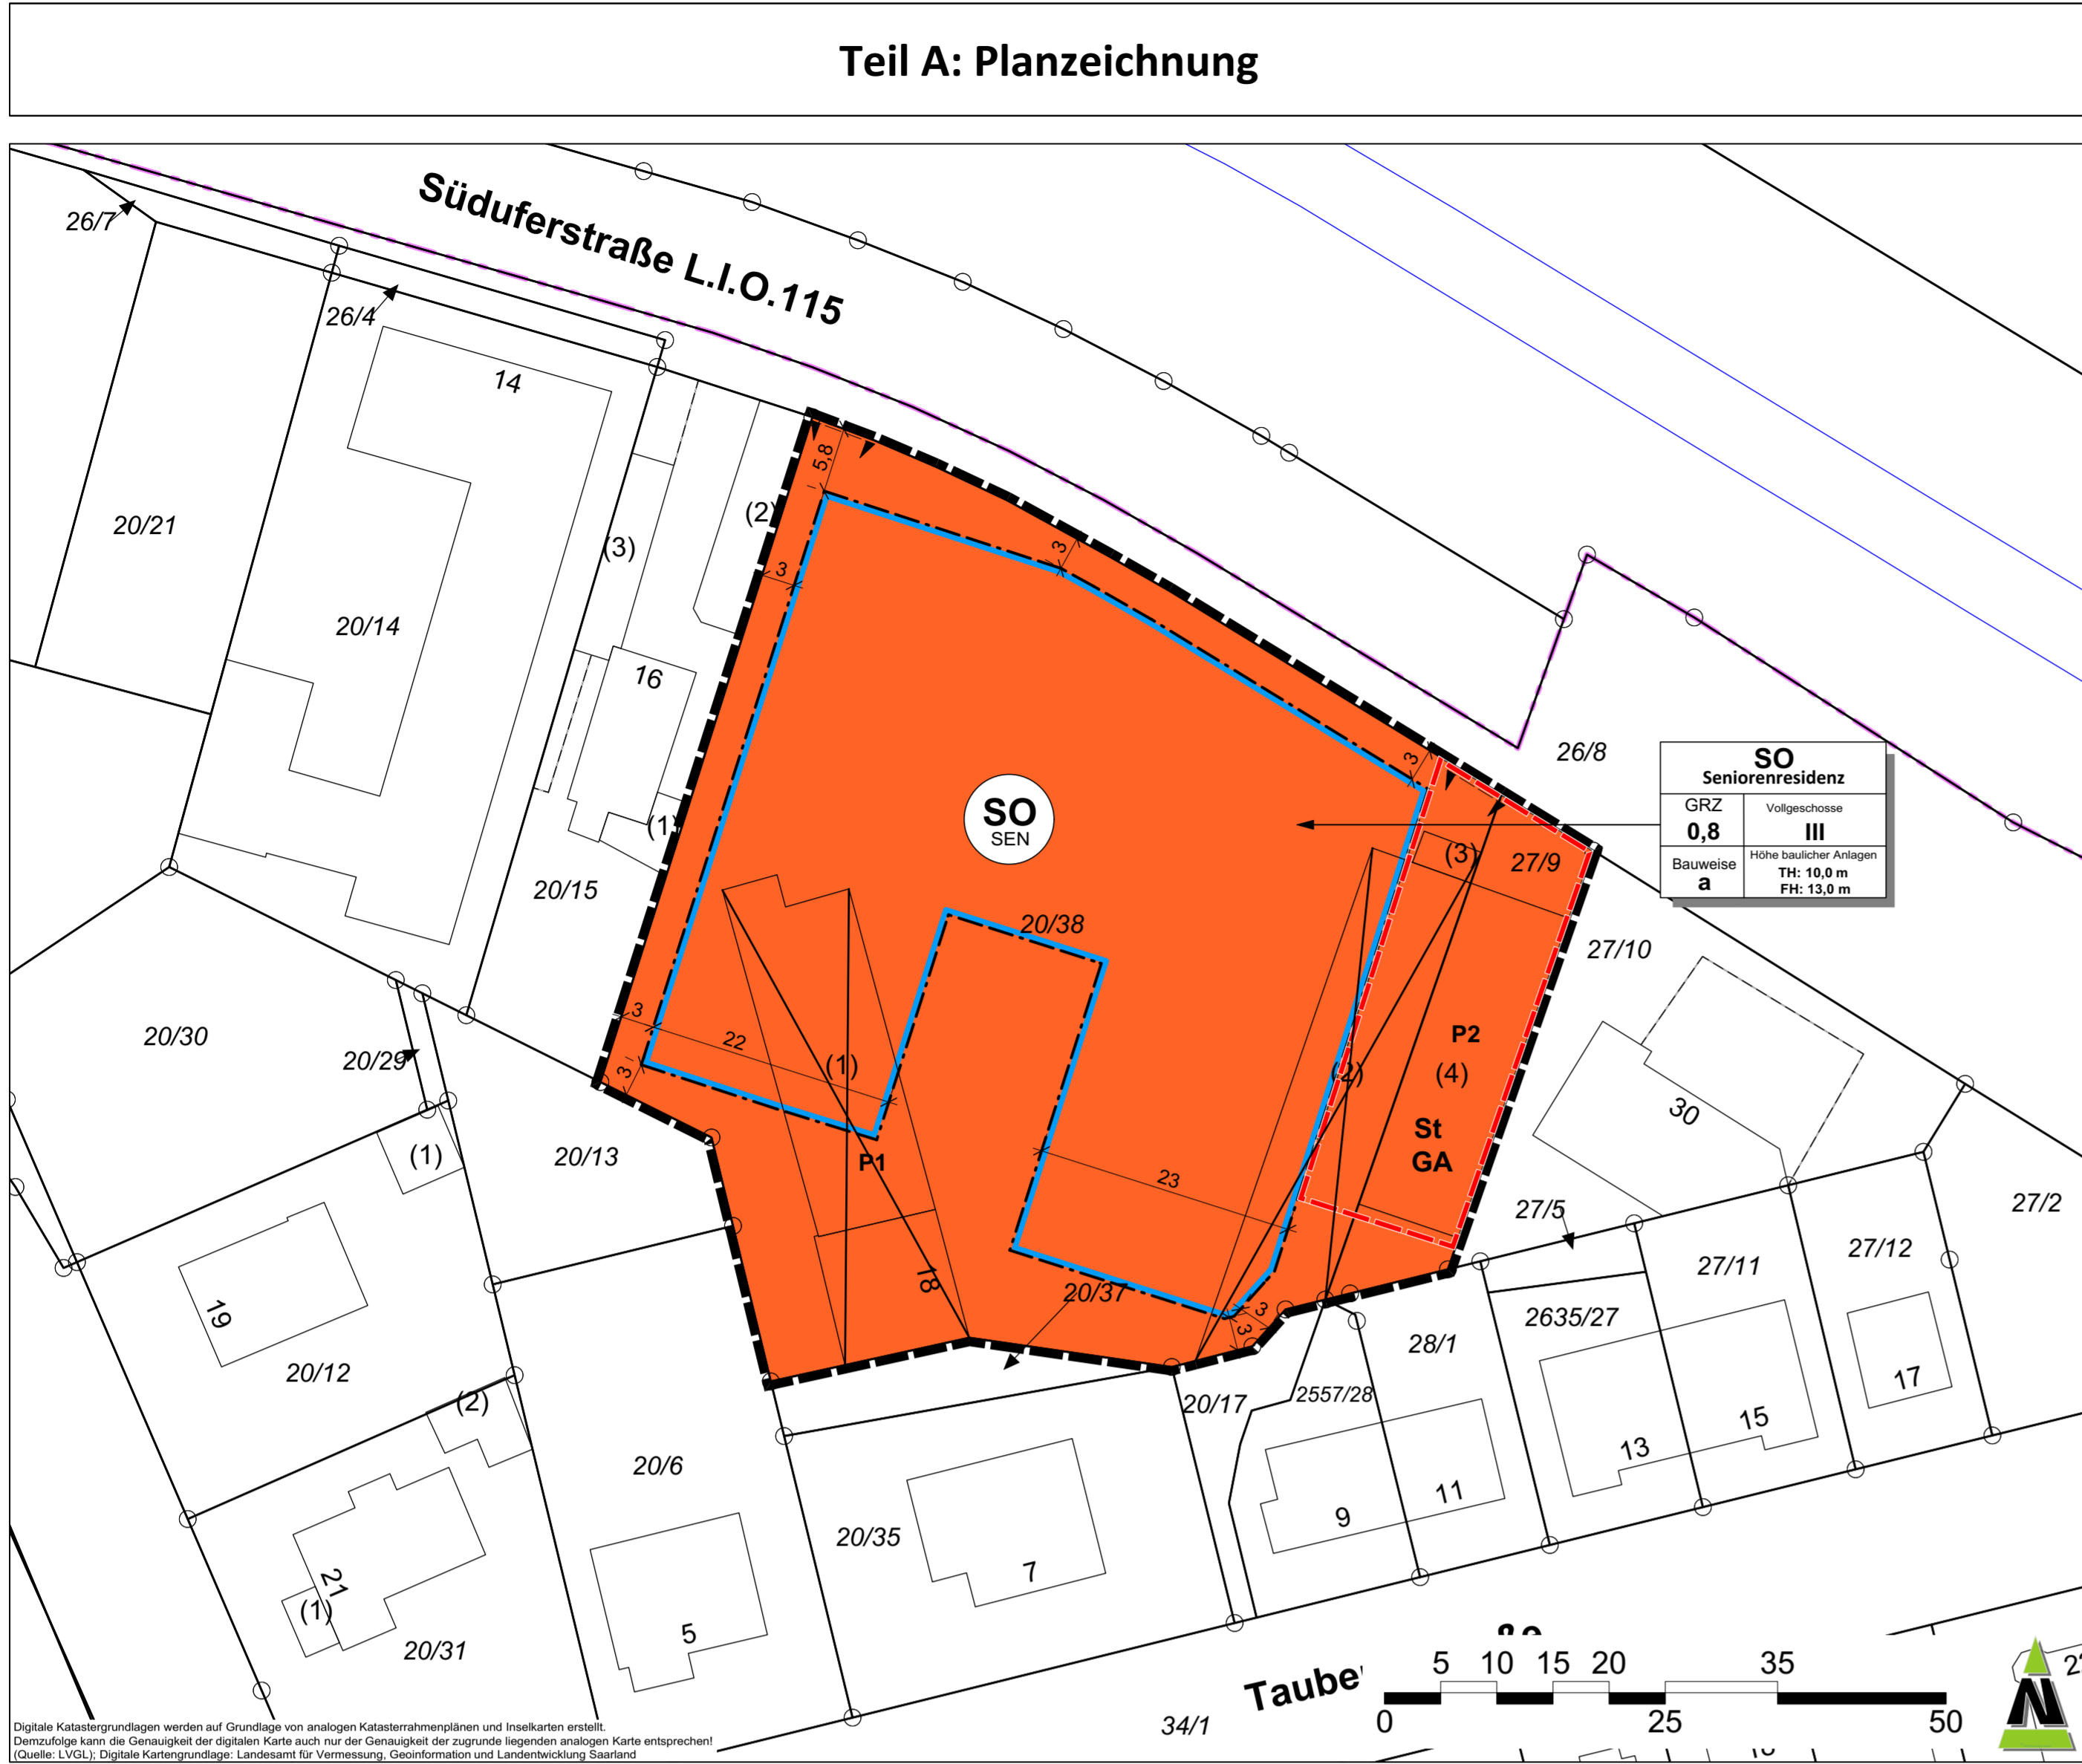 Teil A: Planzeichnung
Süduferstraße L.I.O.115
26/7
26/4
14
20/21
(2)
5,8
3
(3)
3
20/14
16
3
26/8
SO
Seniorenresidenz
GRZ
0,8
Vollgeschosse
III
Bauweise
a
Höhe baulicher Anlagen
TH: 10,0 m
FH: 13,0 m
SO
SEN
(1)
(3)
27/9
20/15
20/38
27/10
3
22
20/30
20/29
(1)
(2)
P2
(4)
3
30
St
GA
(1)
20/13
P1
23
27/5
27/2
27/12
27/11
18
20/37
3
3
2635/27
19
28/1
20/12
17
(2)
20/17
2557/28
15
13
20/6
11
9
20/35
7
21
(1)
5
20/31
Taube
34/1
5 10 15 20 35
0 25 50
N
Digitale Katastergrundlagen werden auf Grundlage von analogen Katasterrahmenplänen und Inselkarten erstellt.
Demzufolge kann die Genauigkeit der digitalen Karte auch nur der Genauigkeit der zugrunde liegenden analogen Karte entsprechen!
(Quelle: LVGL); Digitale Kartengrundlage: Landesamt für Vermessung, Geoinformation und Landentwicklung Saarland